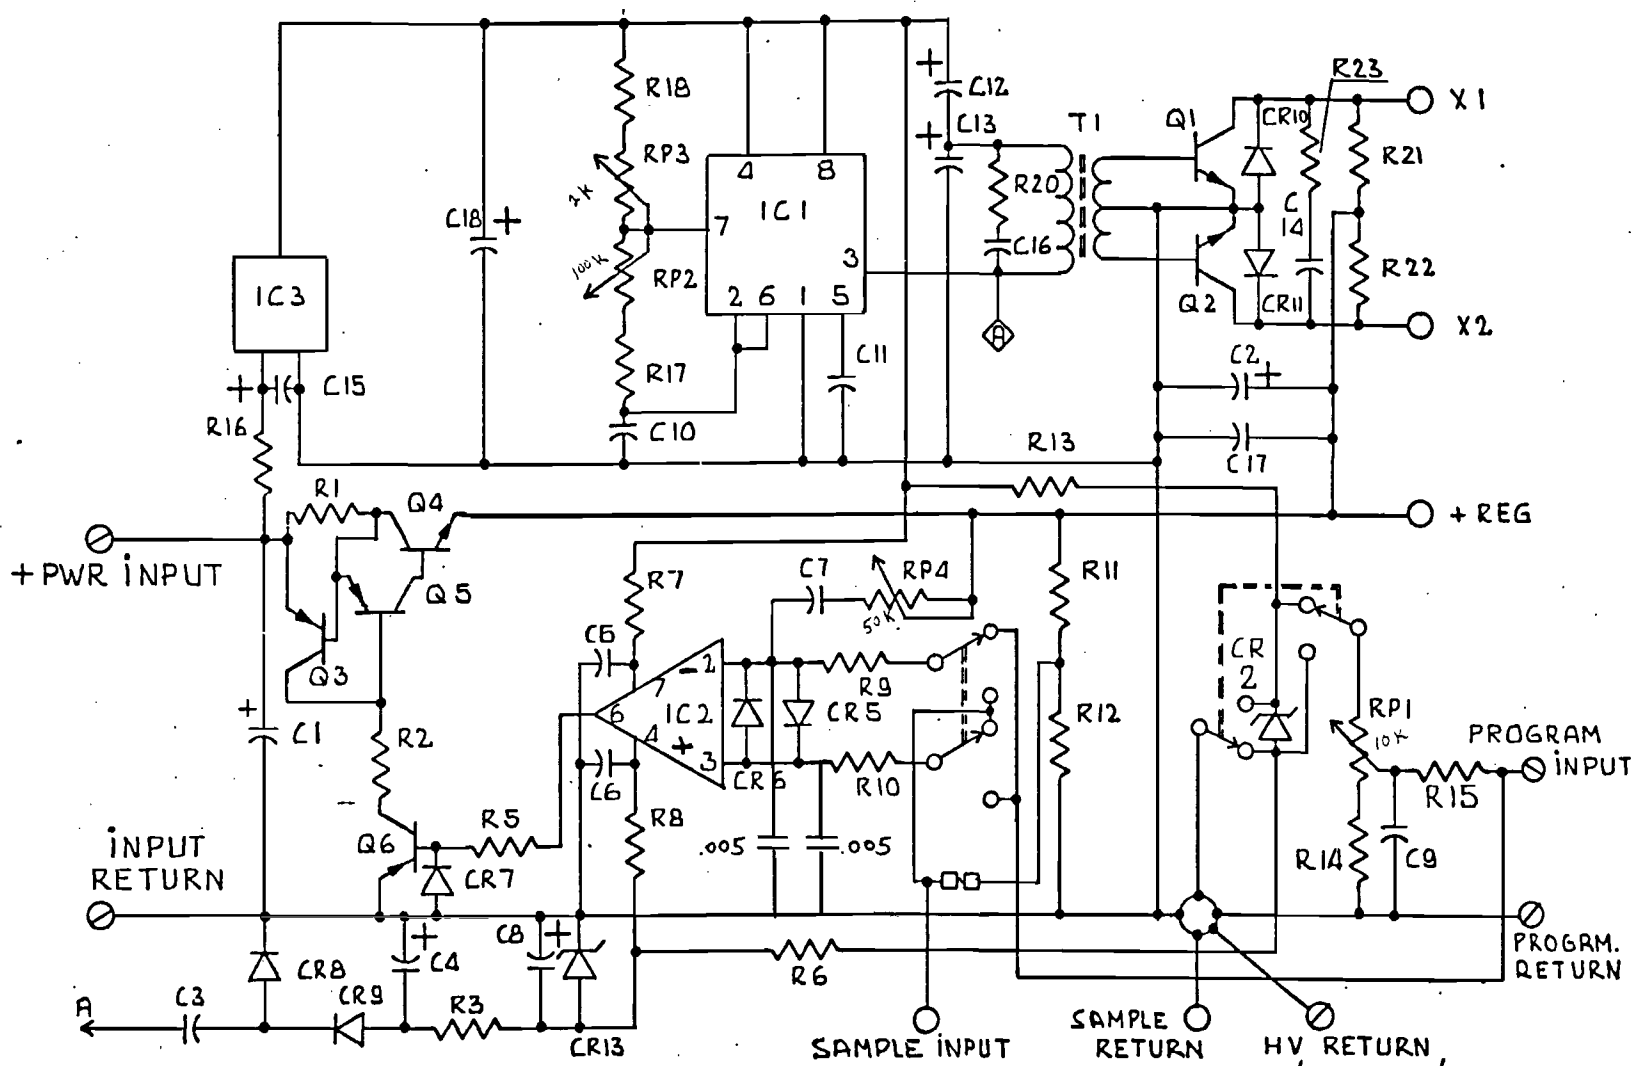 R23
X1
C12
+
R18
Q1
CR10
T1
C13
+
RP3
2K
4 8
IC1
R20
R21
C18 +
7
C
14
C16
3
100K
RP2
R22
IC3
2 6 1 5
Q2
CR11
X2
C11
C2
+
+
C15
R17
R16
C10
R13
C17
R1
Q4
+ REG
+ PWR iNPUT
R7
C7
RP4
R11
Q5
50K
C5
CR
2
Q3
- 2
R9
7
RP1
10K
+
C1
R2
6
IC2
CR5
R12
PROGRAM
iNPUT
4
+
3
C6
CR6
R10
R15
R5
R8
Q6
.005
.005
R14
C9
iNPUT
RETURN
CR7
C8
+
+
C4
PROGRM.
RETURN
CR8
R6
A
C3
CR9
R3
CR13
A
SAMPLE iNPUT
SAMPLE
RETURN
HV RETURN